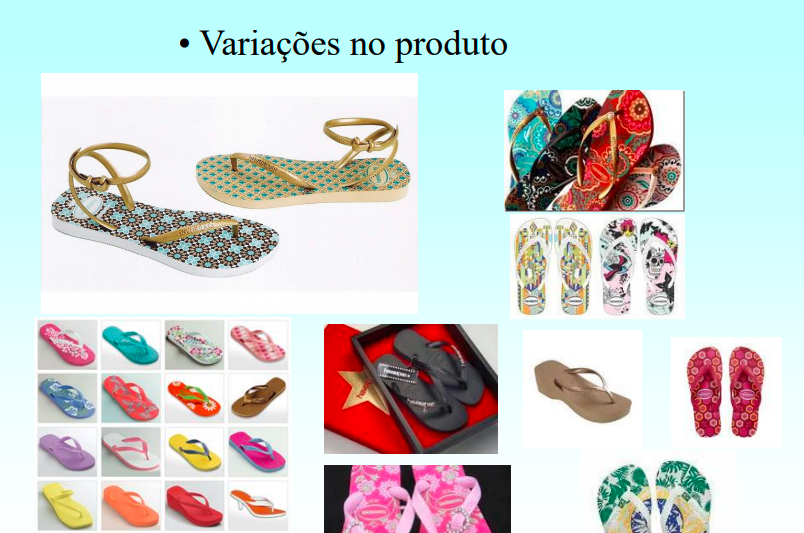 • Variações no produto